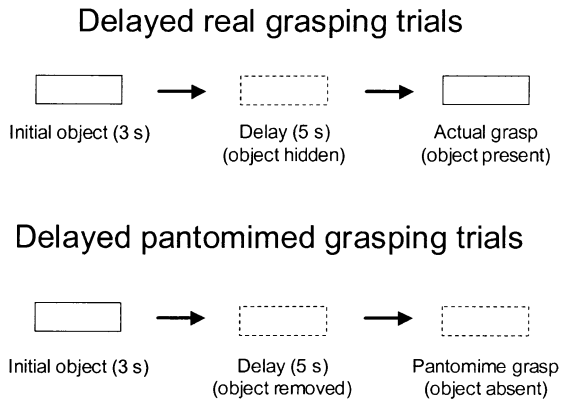 Delayed real grasping trials
Initial object (3 s)
Delay (5 s)
(object hidden)
Actual grasp
(object present)
Delayed pantomimed grasping trials
Initial object (3 s)
Delay (5 s)
(object removed)
Pantomime grasp
(object absent)